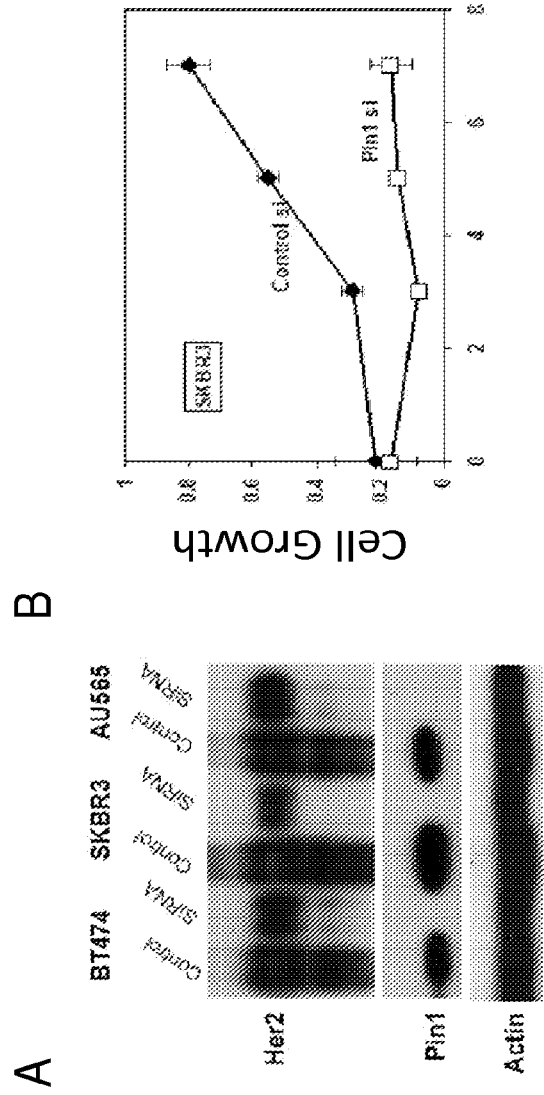 A
BT474 SKBR3 AU565
Control SiRNA Control SiRNA Control SiRNA
Her2
Pin1
Actin
B
Cell Growth
1
0.8
0.6
0.4
0.2
0
SKBR3
Control si
Pin1 si
0 2 4 6 8